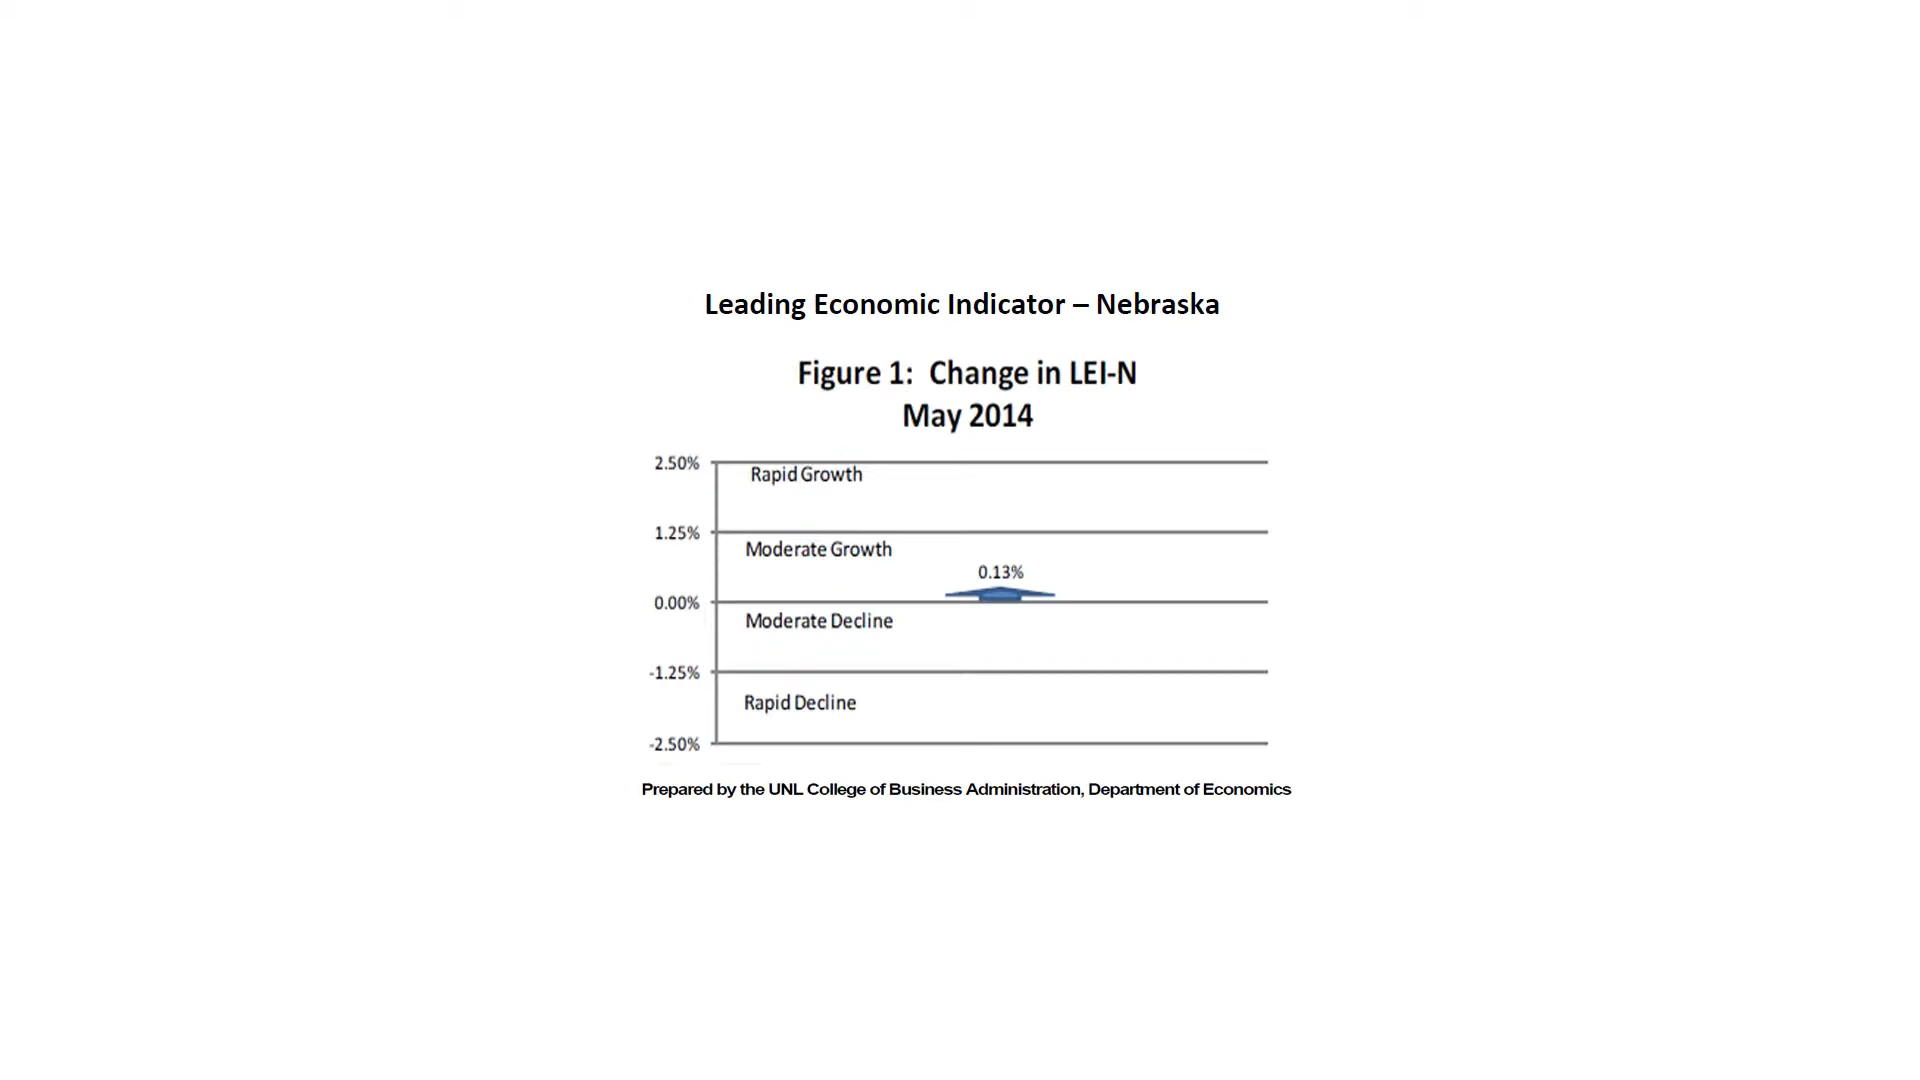 Leading Economic Indicator – Nebraska
Figure 1: Change in LEI-N
May 2014
2.50%
Rapid Growth
1.25%
Moderate Growth
0.13%
0.00%
Moderate Decline
-1.25%
Rapid Decline
-2.50%
Prepared by the UNL College of Business Administration, Department of Economics